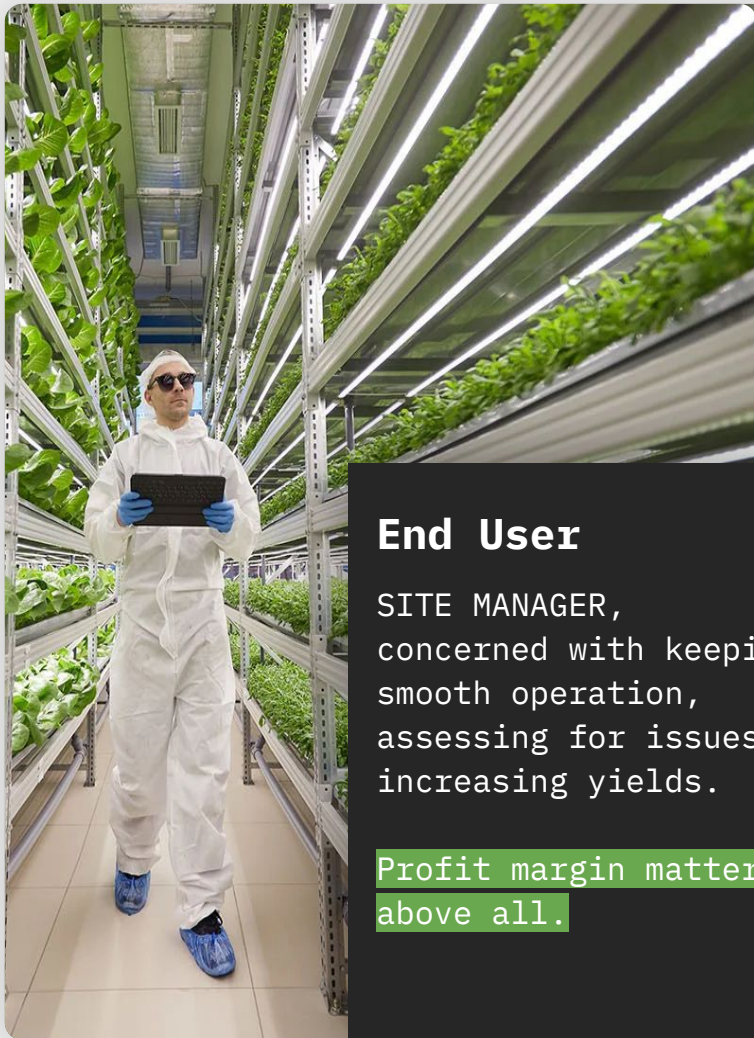 End User
SITE MANAGER,
concerned with keepi
smooth operation,
assessing for issues
increasing yields.
Profit margin matter
above all.